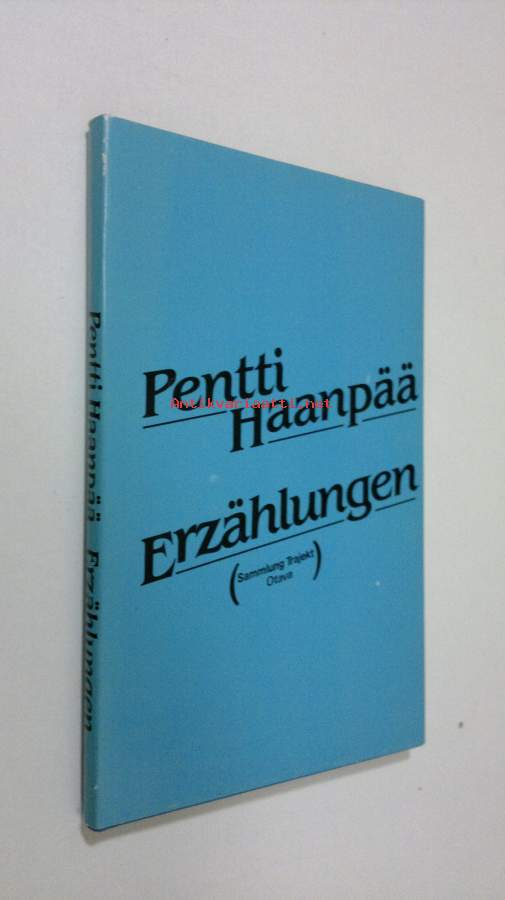 Pentti
Haanpää
Erzählungen
(Sammlung Trajekt
Otava)
Pentti Haanpää Erzählungen
Antikvariaatti.net